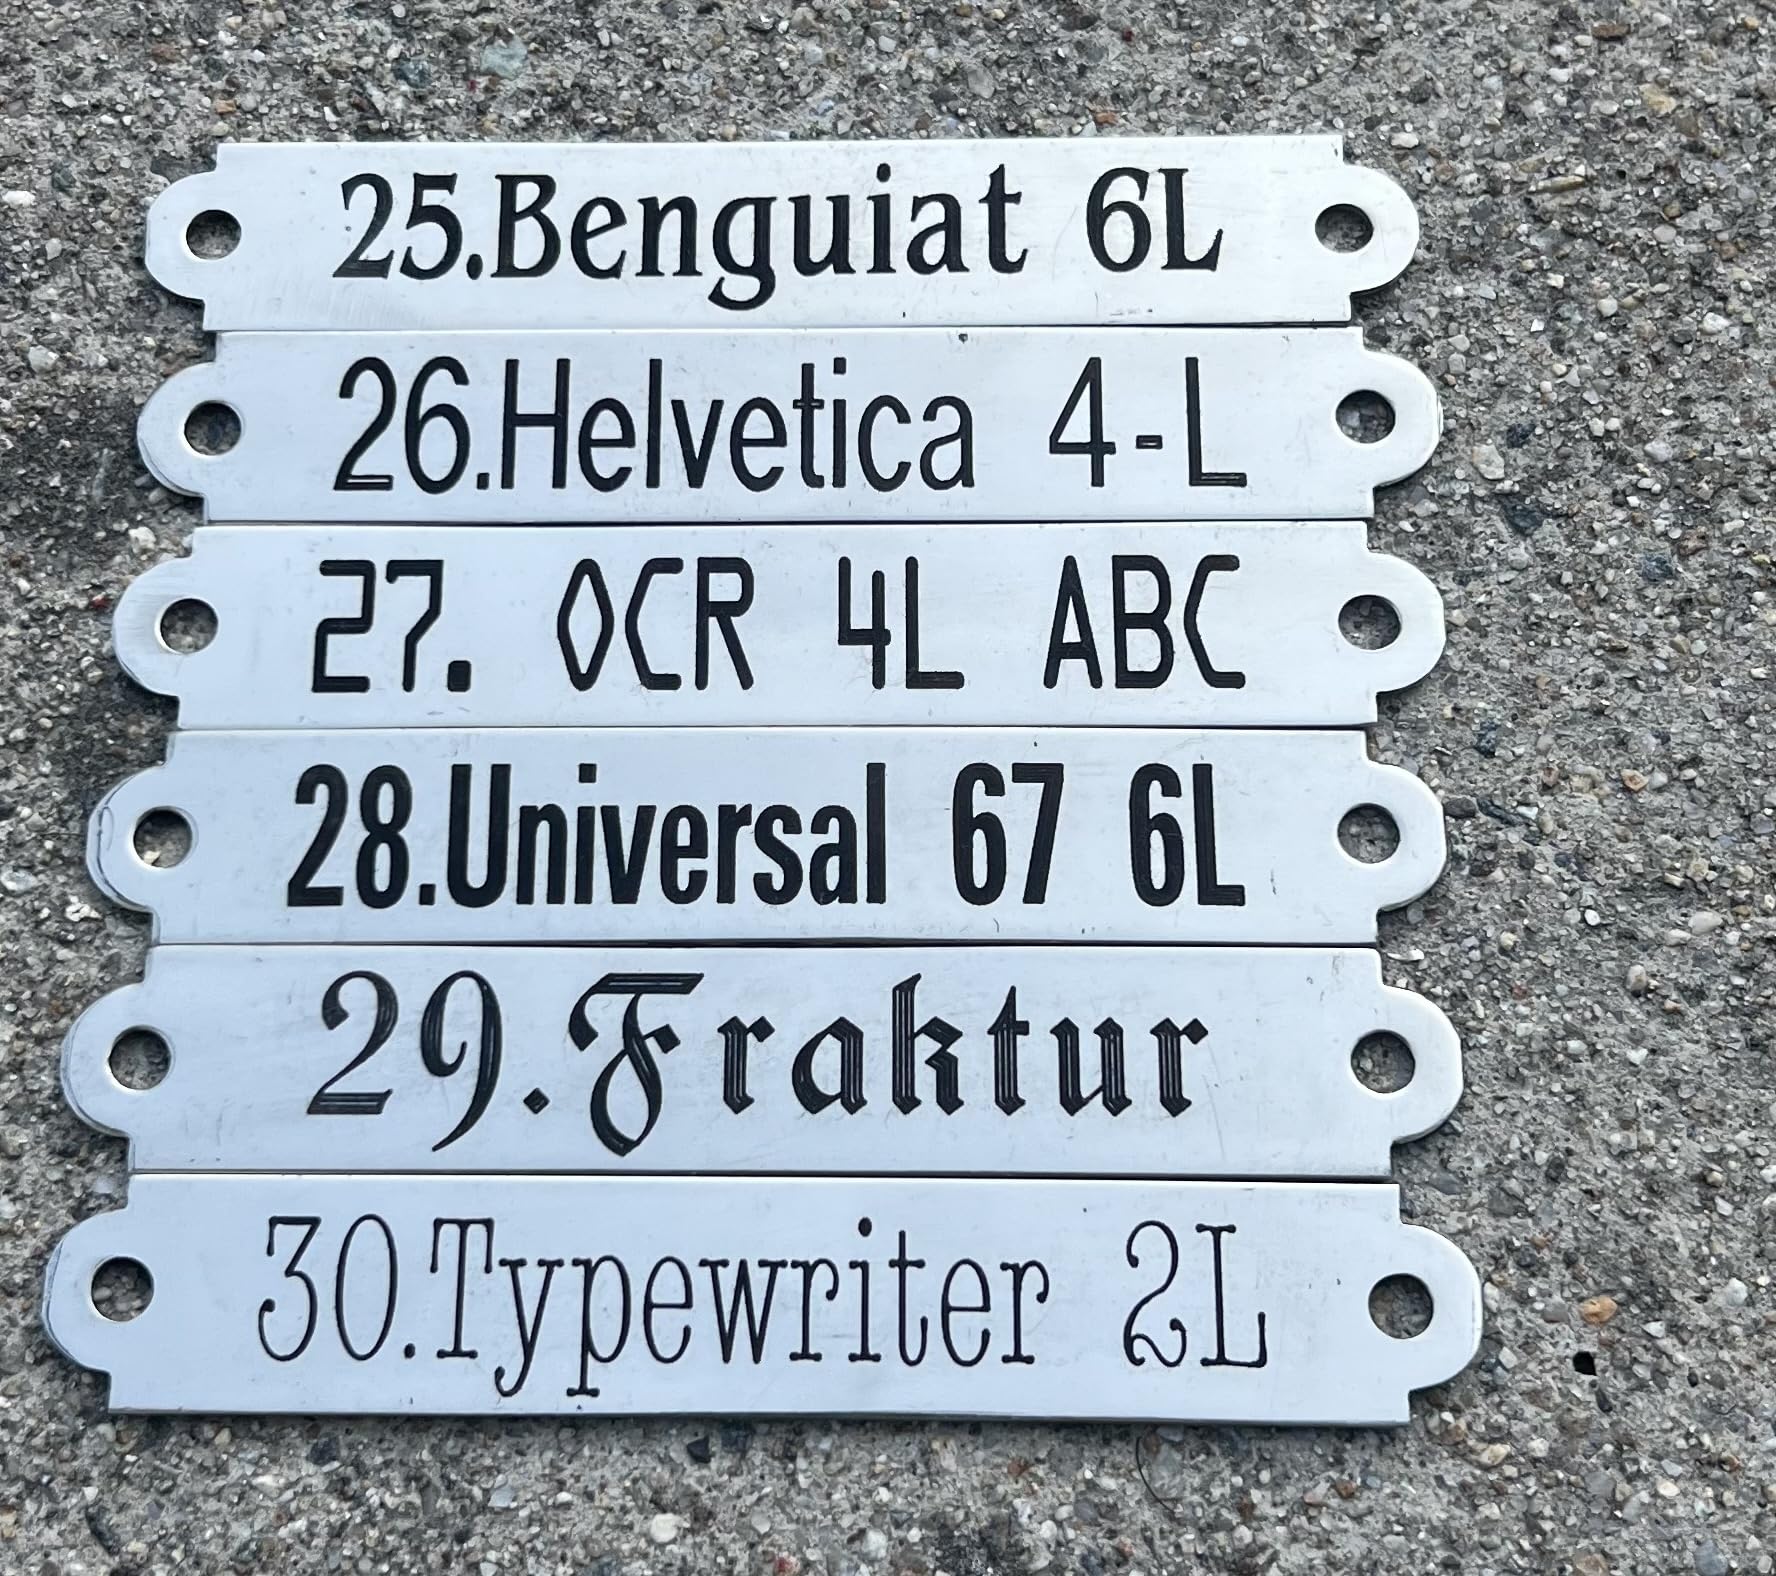 25.Benguiat 6L
26.Helvetica 4-L
27. OCR 4L ABC
28.Universal 67 6L
29.Fraktur
30.Typewriter 2L